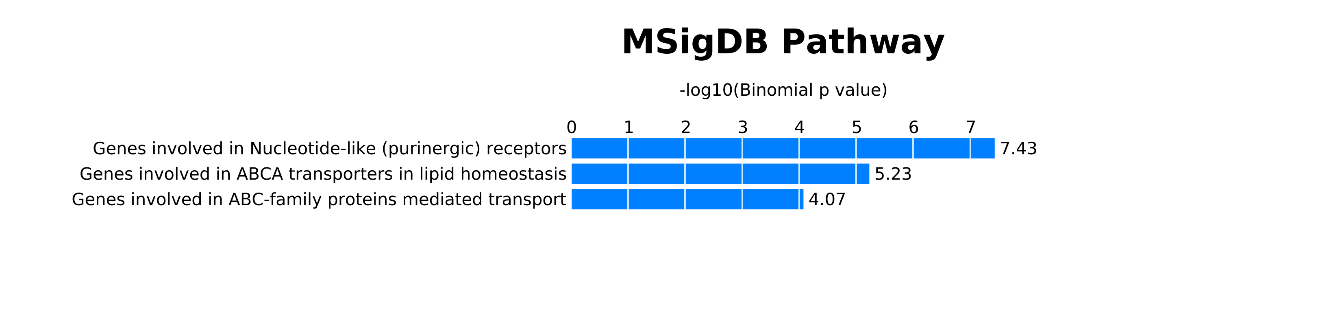 MSigDB Pathway
-log10(Binomial p value)
0 1 2 3 4 5 6 7
Genes involved in Nucleotide-like (purinergic) receptors 7.43
Genes involved in ABCA transporters in lipid homeostasis 5.23
Genes involved in ABC-family proteins mediated transport 4.07